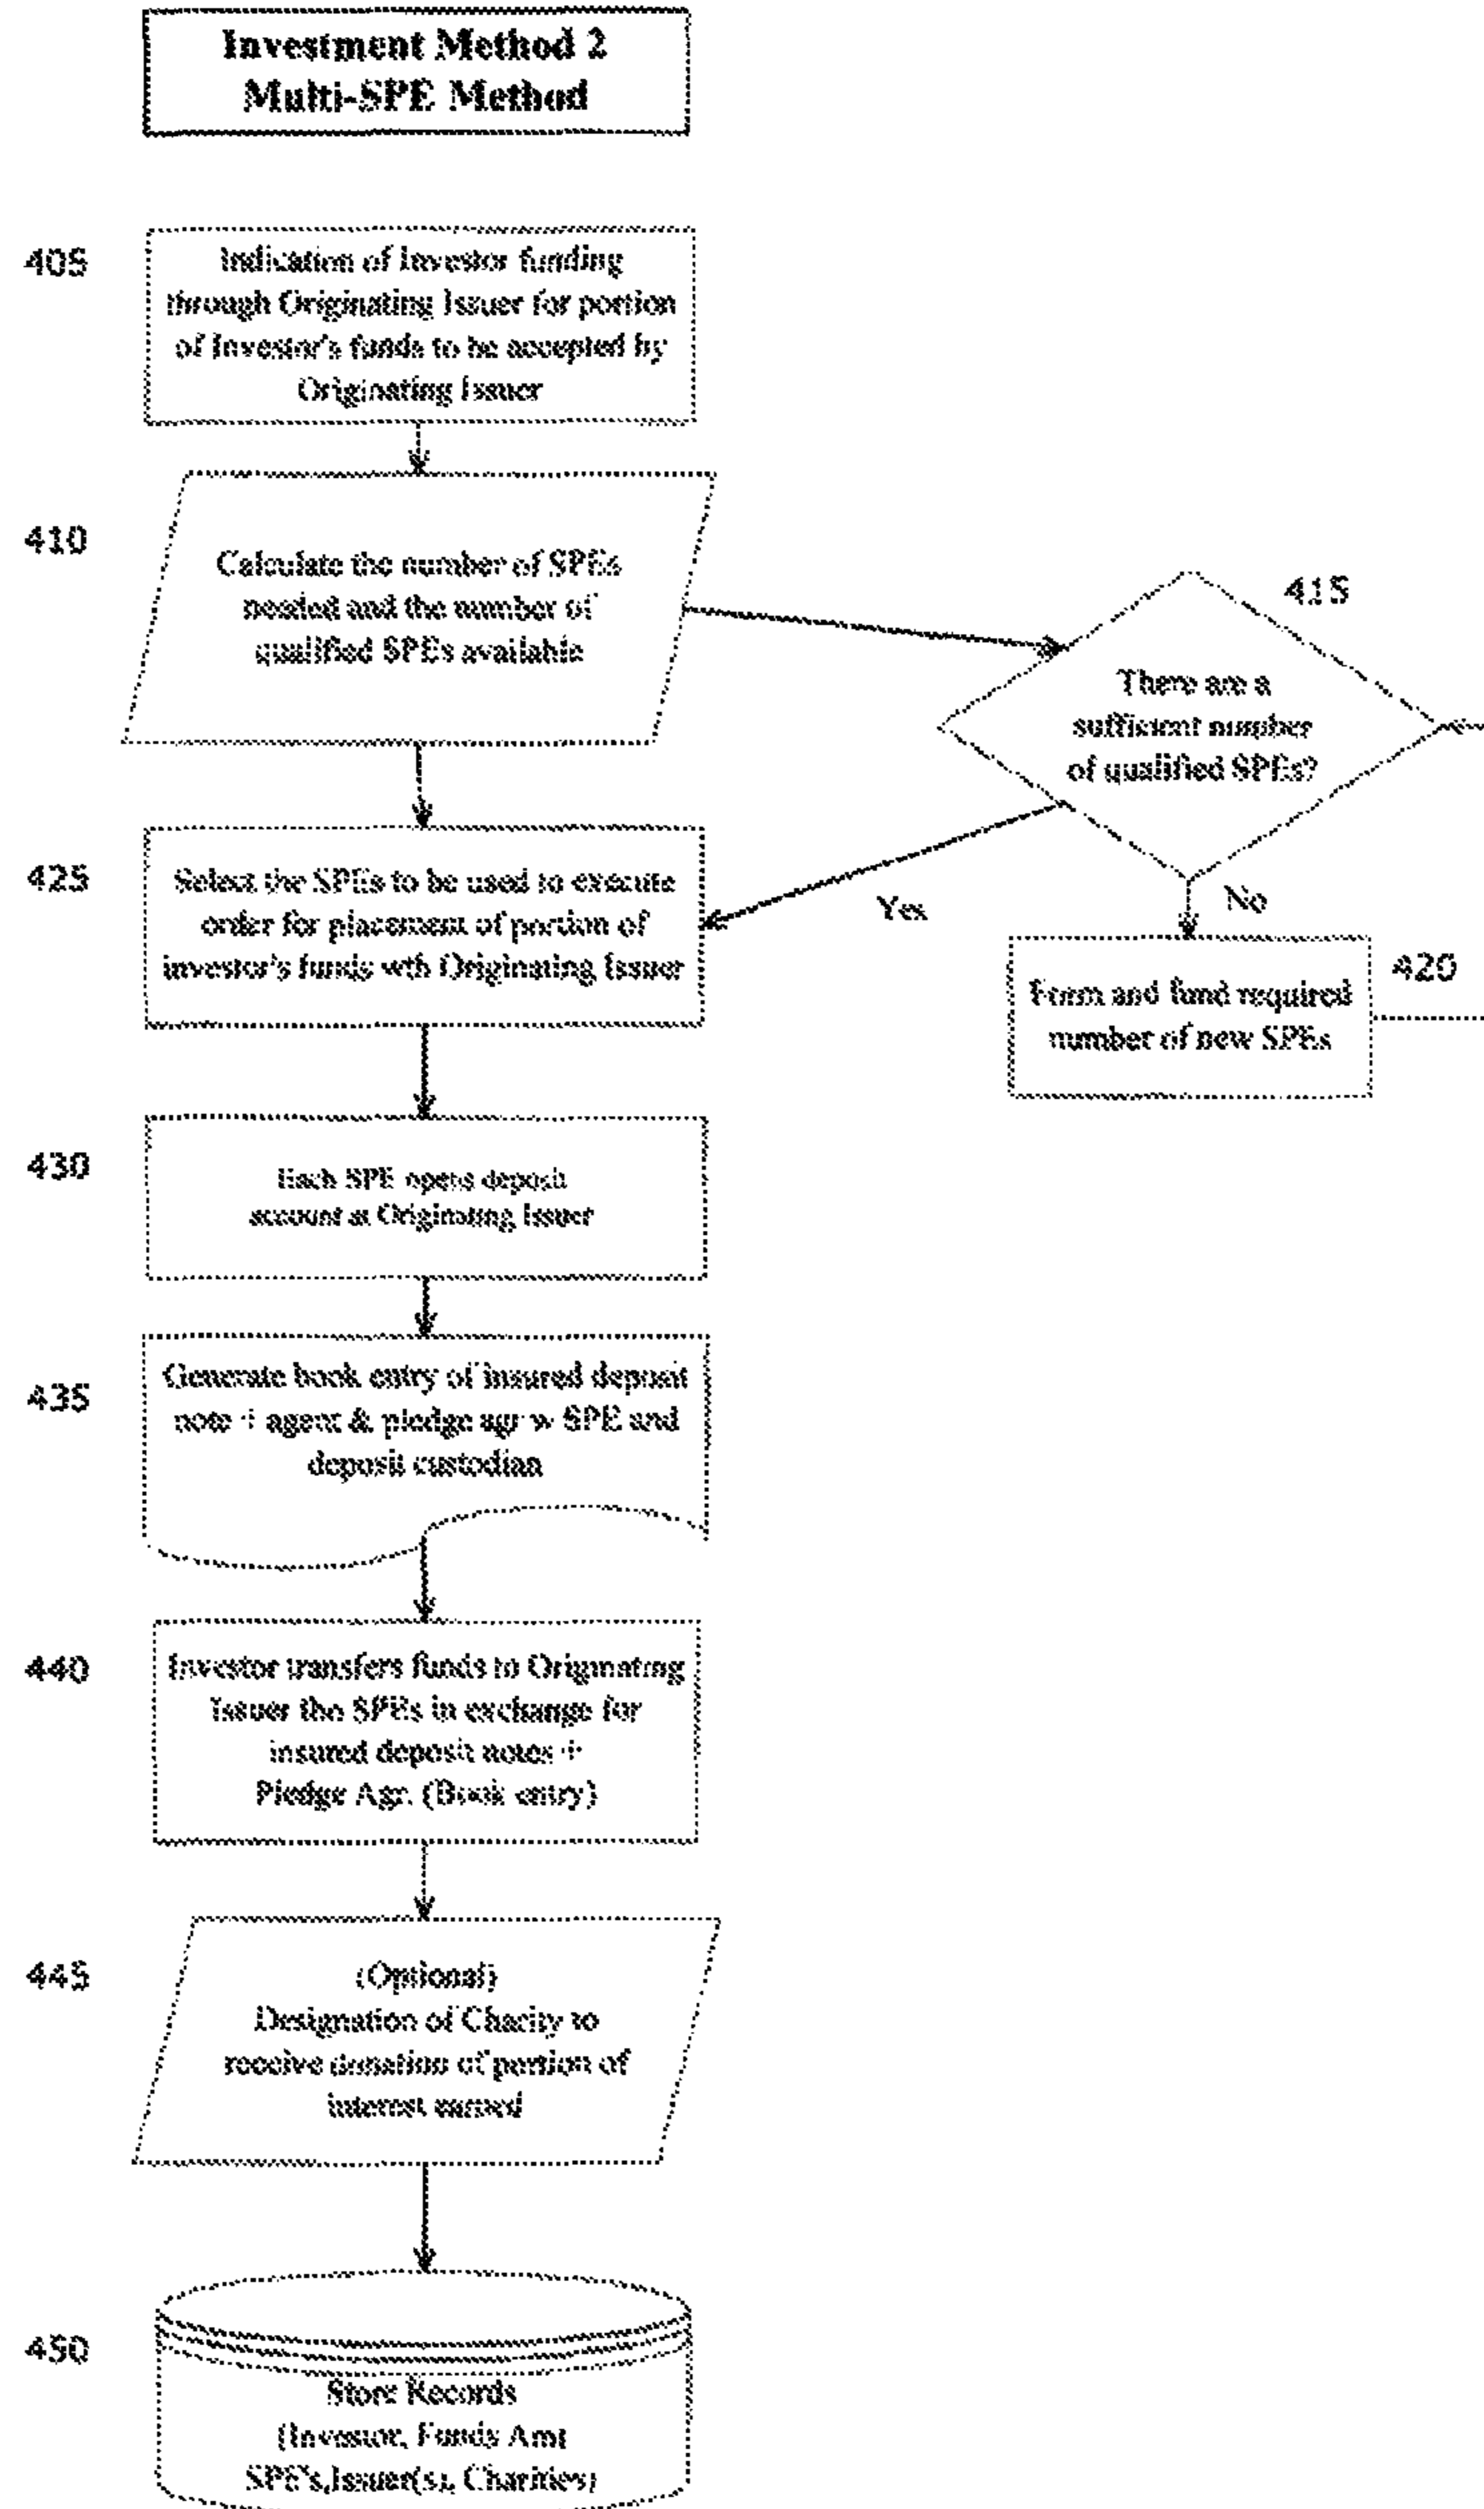 Investment Method 2
Multi-SPE Method
405
Indication of Investor funding
through Originating Issuer for portion
of Investor's funds to be accepted by
Originating Issuer
410
Calculate the number of SPEs
needed and the number of
qualified SPEs available
415
There are a
sufficient number
of qualified SPEs?
Yes
No
420
Form and fund required
number of new SPEs
425
Select the SPEs to be used to execute
order for placement of portion of
investor's funds wth Originating Issuer
430
Each SPE opens deposit
account at Originating Issuer
435
Generate book entry of insured deposit
note + agent & pledge agr w SPE and
deposit custodian
440
Investor transfers funds to Originating
Issuer the SPEs in exchange for
insured deposit notes +
Pledge Agr. (Book entry)
445
(Optional)
Designation of Charity to
receive donation of portion of
interest earned
450
Store Records
(Investor, Funds Amt
SPE's,Issuer(s), Charities)